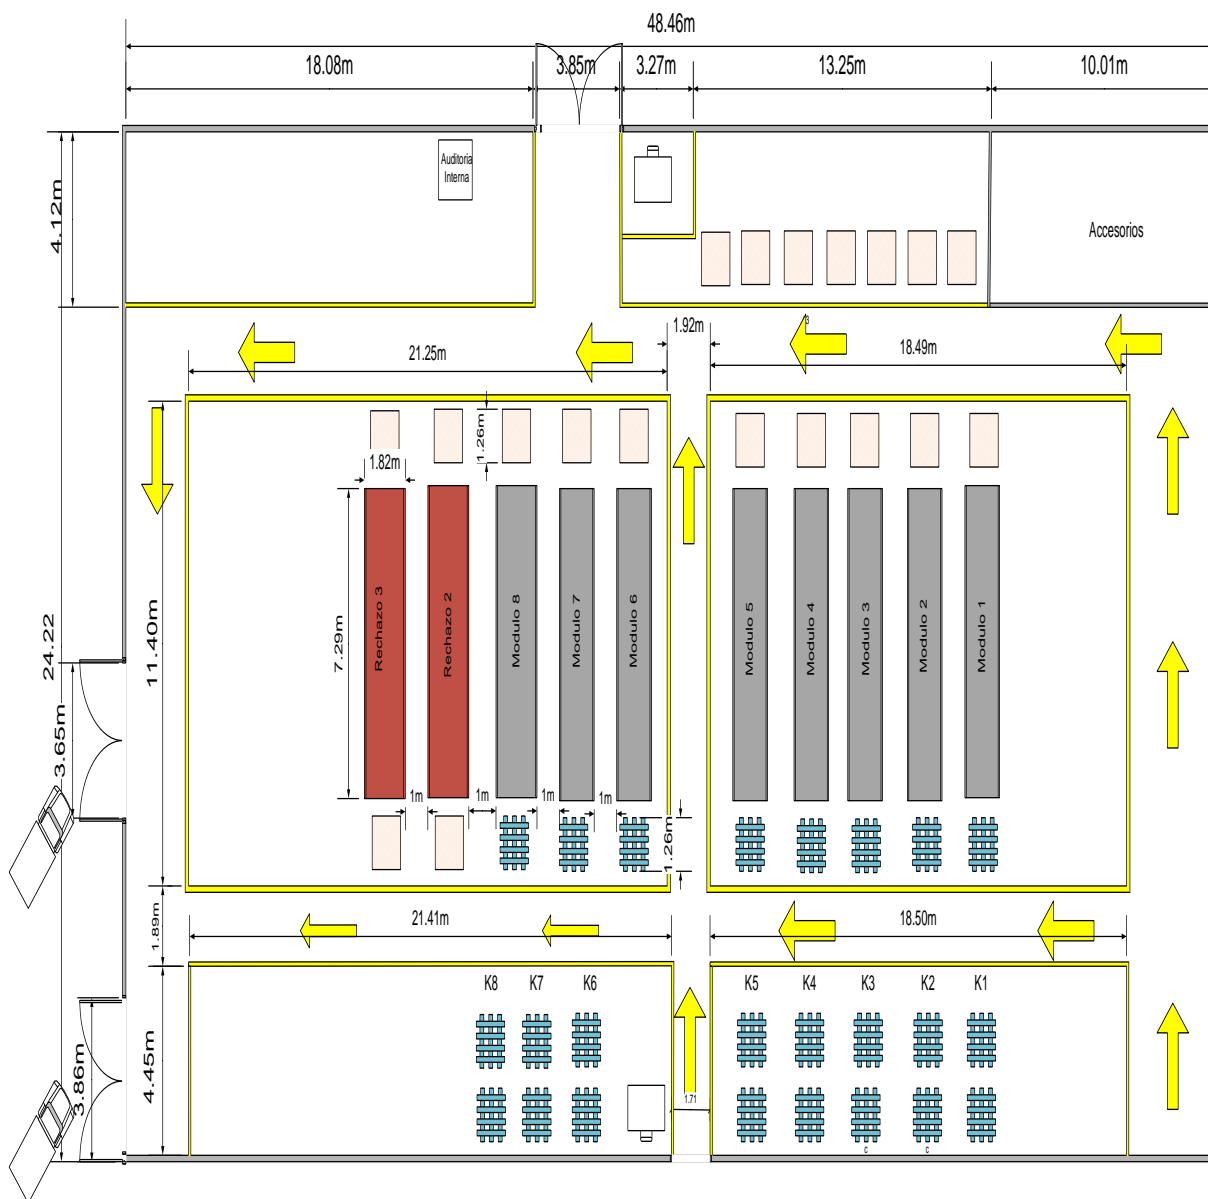 48.46m
18.08m
3.85m
3.27m
13.25m
10.01m
Auditoria
Interna
4.12m
Accesorios
3
1.92m
21.25m
18.49m
1.26m
1.82m
24.22
11.40m
7.29m
Rechazo 3
Rechazo 2
Modulo 8
Modulo 7
Modulo 6
Modulo 5
Modulo 4
Modulo 3
Modulo 2
Modulo 1
3.65m
1m
1m
1m
1m
1.26m
1.89m
21.41m
18.50m
K8
K7
K6
K5
K4
K3
K2
K1
4.45m
3.86m
1.71
c
c